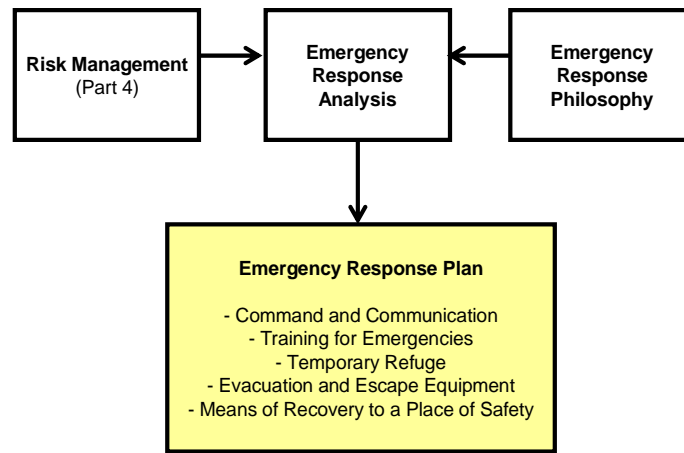 Risk Management
(Part 4)
Emergency
Response
Analysis
Emergency
Response
Philosophy
Emergency Response Plan
- Command and Communication
- Training for Emergencies
- Temporary Refuge
- Evacuation and Escape Equipment
- Means of Recovery to a Place of Safety